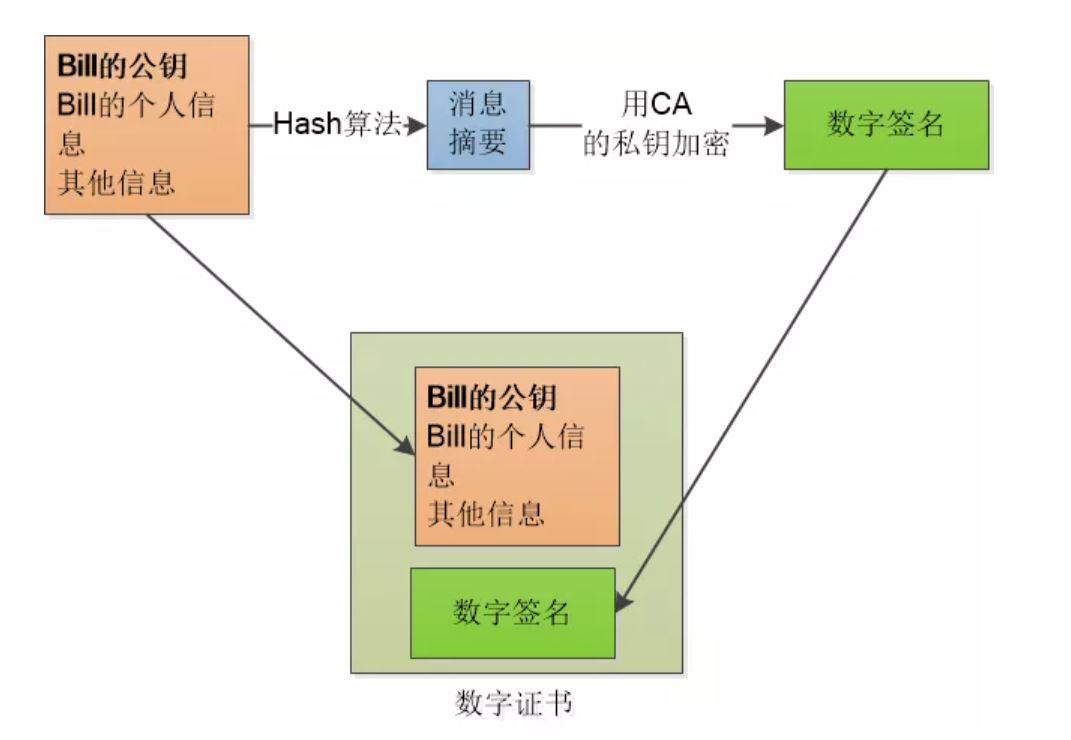 Bill的公钥
Bill的个人信
息
其他信息
Hash算法
消息
摘要
用CA
的私钥加密
数字签名
Bill的公钥
Bill的个人信
息
其他信息
数字签名
数字证书